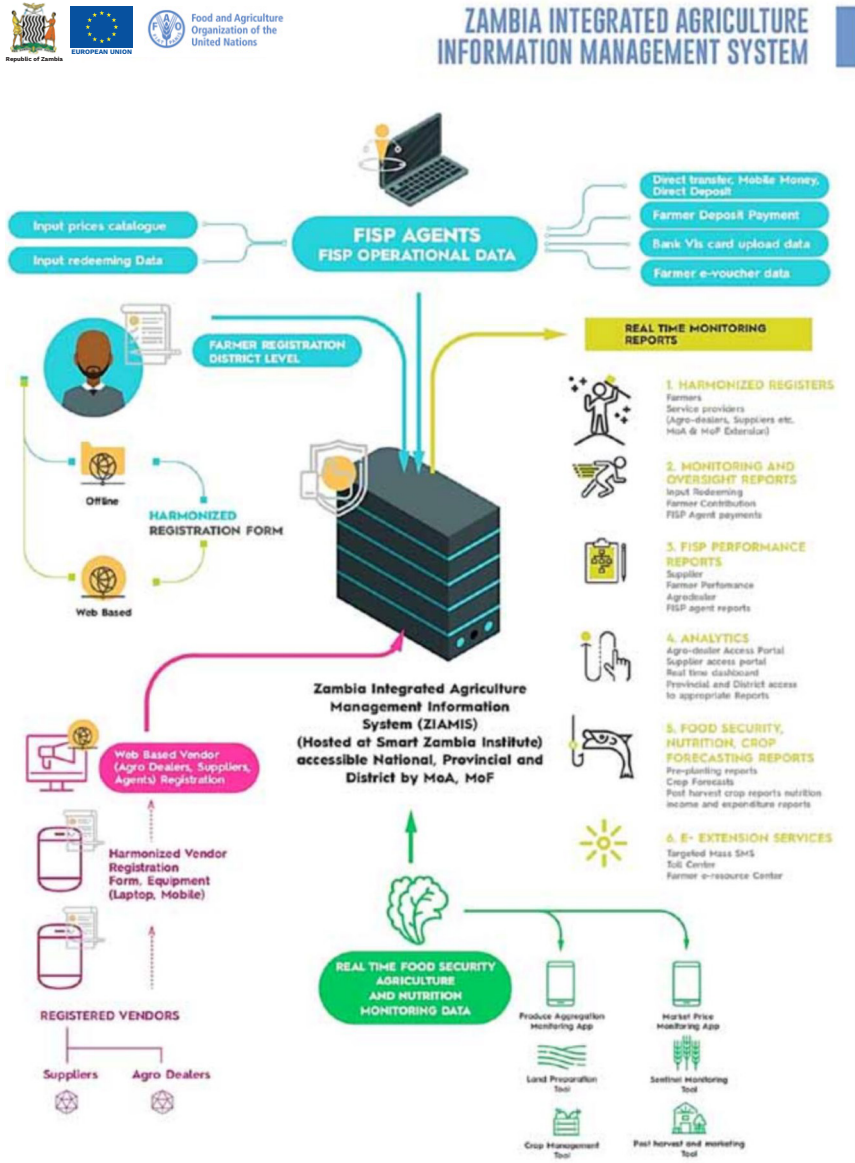 Republic of Zambia
EUROPEAN UNION
Food and Agriculture
Organization of the
United Nations
ZAMBIA INTEGRATED AGRICULTURE
INFORMATION MANAGEMENT SYSTEM
Input prices catalogue
Input redeeming Data
FISP AGENTS
FISP OPERATIONAL DATA
Direct transfer, Mobile Money,
Direct Deposit
Farmer Deposit Payment
Bank Vis card upload data
Farmer e-voucher data
FARMER REGISTRATION
DISTRICT LEVEL
REAL TIME MONITORING
REPORTS
Offline
HARMONIZED
REGISTRATION FORM
Web Based
1. HARMONIZED REGISTERS
Farmers
Service providers
(Agro-dealers, Suppliers etc.
MoA & MoF Extension)
2. MONITORING AND
OVERSIGHT REPORTS
Input Redeeming
Farmer Contribution
FISP Agent payments
3. FISP PERFORMANCE
REPORTS
Supplier
Farmer Perfomance
Agrodealer
FISP agent reports
4. ANALYTICS
Agro-dealer Access Portal
Supplier access portal
Real time dashboard
Provincial and District access
to appropriate Reports
5. FOOD SECURITY,
NUTRITION, CROP
FORECASTING REPORTS
Pre-planting reports
Crop Forecasts
Post harvest crop reports nutrition
income and expenditure reports
6. E- EXTENSION SERVICES
Targeted Mass SMS
Toll Center
Farmer e-resource Center
Zambia Integrated Agriculture
Management Information
System (ZIAMIS)
(Hosted at Smart Zambia Institute)
accessible National, Provincial and
District by MoA, MoF
Web Based Vendor
(Agro Dealers, Suppliers,
Agents) Registration
Harmonized Vendor
Registration
Form, Equipment
(Laptop, Mobile)
REGISTERED VENDORS
Suppliers
Agro Dealers
REAL TIME FOOD SECURITY
AGRICULTURE
AND NUTRITION
MONITORING DATA
Produce Aggregation
Monitoring App
Market Price
Monitoring App
Land Preparation
Tool
Sentinel Monitoring
Tool
Crop Management
Tool
Post harvest and marketing
Tool